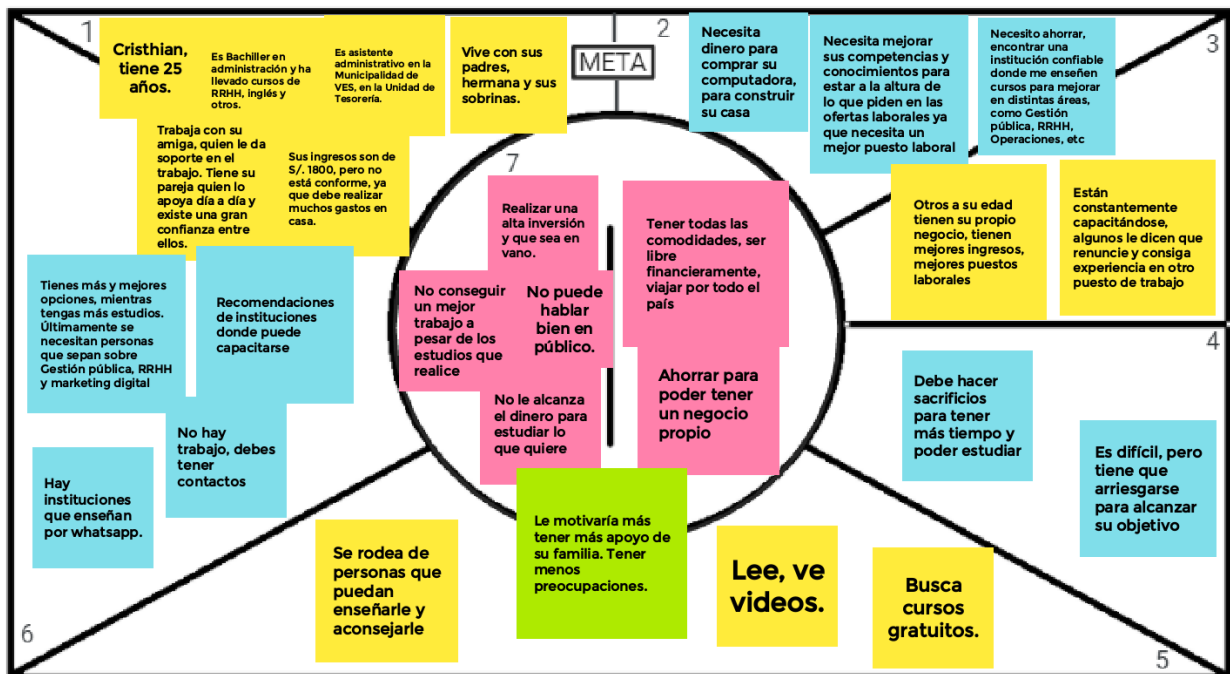 1
Cristhian,
tiene 25
años.
Es Bachiller en
administración y ha
llevado cursos de
RRHH, inglés y
otros.
Es asistente
administrativo en la
Municipalidad de
VES, en la Unidad de
Tesorería.
Vive con sus
padres,
hermana y sus
sobrinas.
Trabaja con su
amiga, quien le da
soporte en el
trabajo. Tiene su
pareja quien lo
apoya día a día y
existe una gran
confianza entre
ellos.
Sus ingresos son de
S/. 1800, pero no
está conforme, ya
que debe realizar
muchos gastos en
casa.
META
2
Necesita
dinero para
comprar su
computadora,
para construir
su casa
Necesita mejorar
sus competencias y
conocimientos para
estar a la altura de
lo que piden en las
ofertas laborales ya
que necesita un
mejor puesto laboral
Necesito ahorrar,
encontrar una
institución confiable
donde me enseñen
cursos para mejorar
en distintas áreas,
como Gestión
pública, RRHH,
Operaciones, etc
3
Otros a su edad
tienen su propio
negocio, tienen
mejores ingresos,
mejores puestos
laborales
Están
constantemente
capacitándose,
algunos le dicen que
renuncie y consiga
experiencia en otro
puesto de trabajo
4
Debe hacer
sacrificios
para tener
más tiempo y
poder estudiar
Es difícil, pero
tiene que
arriesgarse
para alcanzar
su objetivo
5
Se rodea de
personas que
puedan
enseñarle y
aconsejarle
Lee, ve
videos.
Busca
cursos
gratuitos.
6
Tienes más y mejores
opciones, mientras
tengas más estudios.
Últimamente se
necesitan personas
que sepan sobre
Gestión pública, RRHH
y marketing digital
Recomendaciones
de instituciones
donde puede
capacitarse
No hay
trabajo, debes
tener
contactos
Hay
instituciones
que enseñan
por whatsapp.
7
Realizar una
alta inversión
y que sea en
vano.
No conseguir
un mejor
trabajo a
pesar de los
estudios que
realice
No puede
hablar
bien en
público.
No le alcanza
el dinero para
estudiar lo
que quiere
Tener todas las
comodidades, ser
libre
financieramente,
viajar por todo el
país
Ahorrar para
poder tener
un negocio
propio
Le motivaría más
tener más apoyo de
su familia. Tener
menos
preocupaciones.